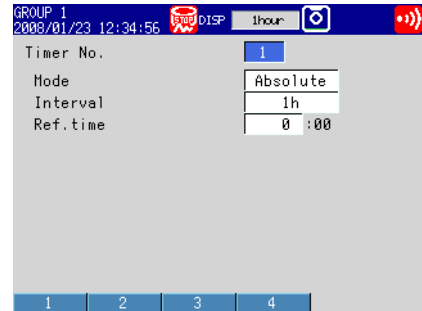 GROUP 1
2008/01/23 12:34:56 STOP DISP 1hour
Timer No. 1
Mode Absolute
Interval 1h
Ref.time 0 :00
1 2 3 4